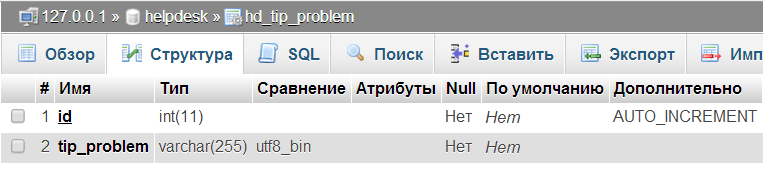 127.0.0.1 » helpdesk » hd_tip_problem
Обзор Структура SQL Поиск Вставить Экспорт Имп
# Имя Тип Сравнение Атрибуты Null По умолчанию Дополнительно
1 id int(11) Нет Нет AUTO_INCREMENT
2 tip_problem varchar(255) utf8_bin Нет Нет